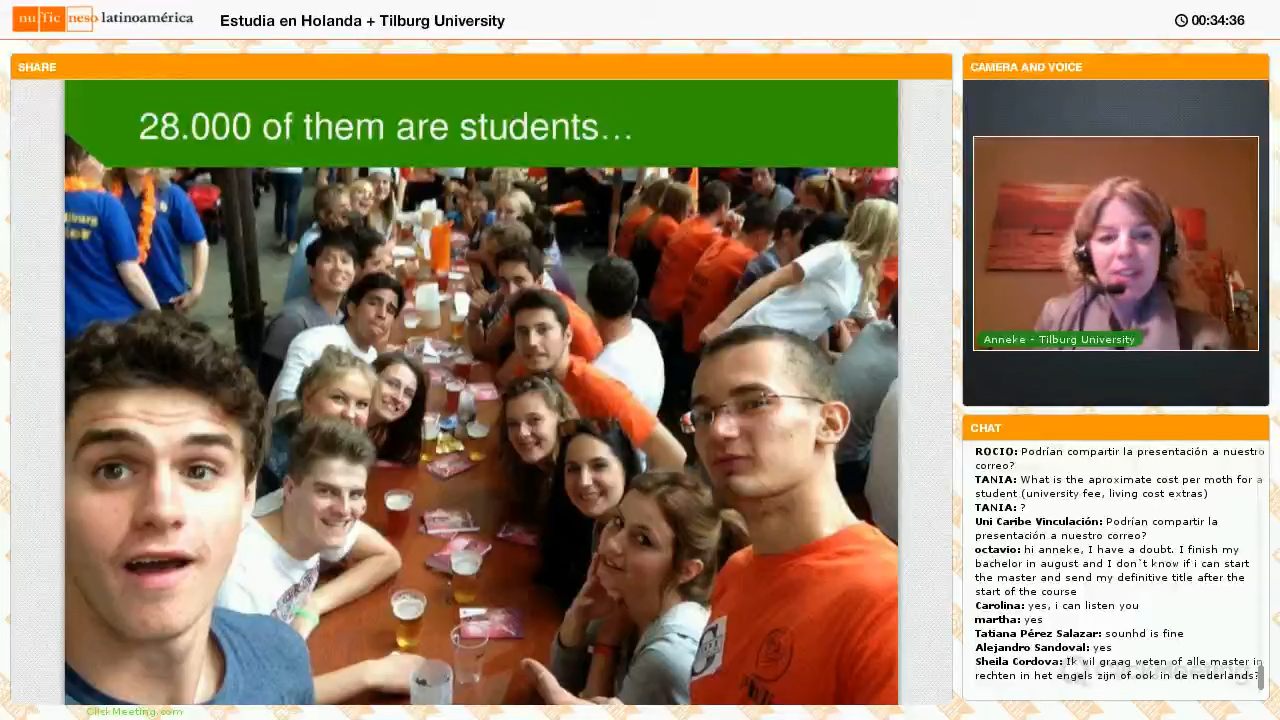 nuffic neso latinoamérica
Estudia en Holanda + Tilburg University
00:34:36
SHARE
28.000 of them are students...
CAMERA AND VOICE
Anneke - Tilburg University
CHAT
ROCIO: Podrían compartir la presentación a nuestro
correo?
TANIA: What is the aproximate cost per moth for a
student (university fee, living cost extras)
TANIA: ?
Uni Caribe Vinculación: Podrían compartir la
presentación a nuestro correo?
octavio: hi anneke, I have a doubt. I finish my
bachelor in august and I don´t know if i can start
the master and send my definitive title after the
start of the course
Carolina: yes, i can listen you
martha: yes
Tatiana Pérez Salazar: sounhd is fine
Alejandro Sandoval: yes
Sheila Cordova: Ik wil graag weten of alle master in
rechten in het engels zijn of ook in Nederlands?
ClickMeeting.com